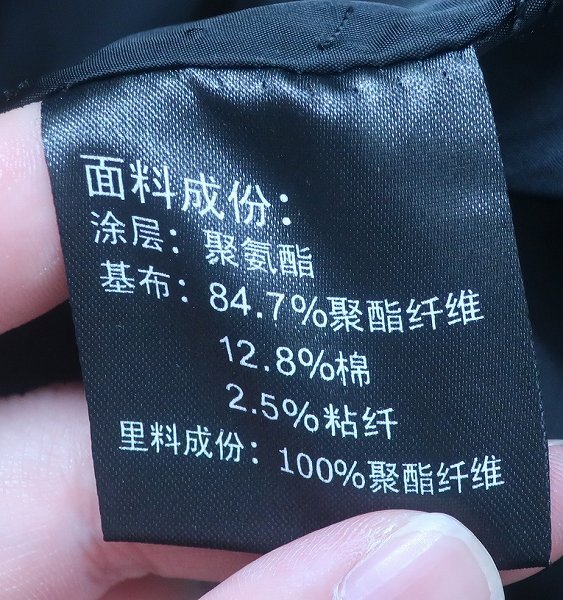 面料成份：
涂层：聚氨酯
基布：84.7%聚酯纤维
12.8%棉
2.5%粘纤
里料成份：100%聚酯纤维